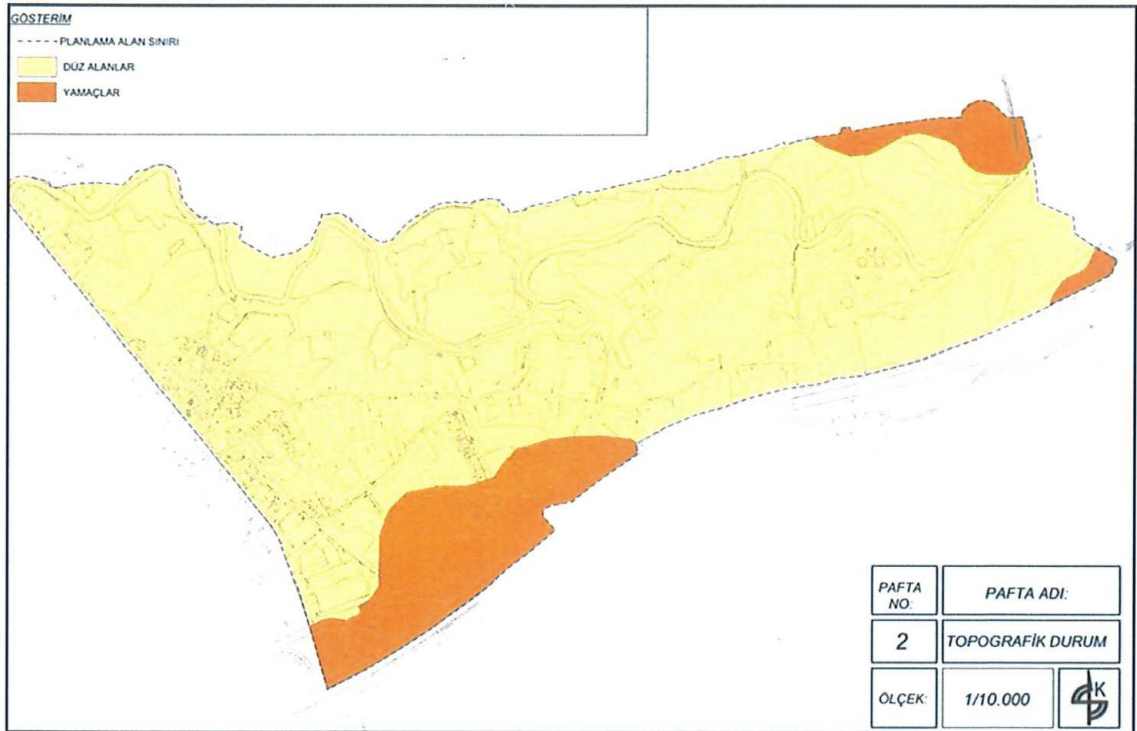 GÖSTERİM
PLANLAMA ALAN SINIRI
DÜZ ALANLAR
YAMAÇLAR
PAFTA NO:
PAFTA ADI:
2
TOPOGRAFİK DURUM
ÖLÇEK:
1/10.000
K